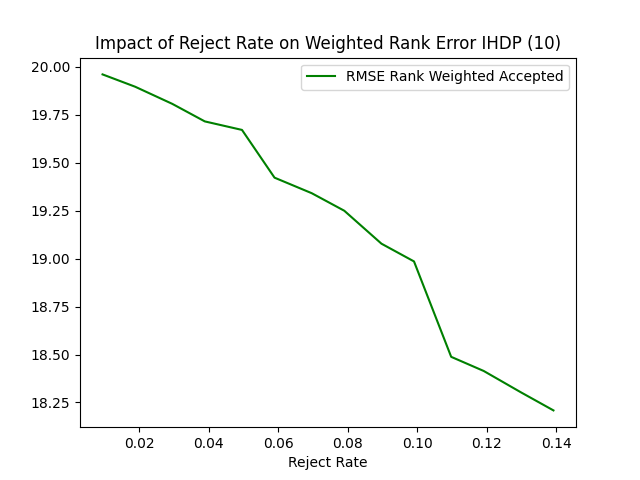 Impact of Reject Rate on Weighted Rank Error IHDP (10)
RMSE Rank Weighted Accepted
20.00
19.75
19.50
19.25
19.00
18.75
18.50
18.25
0.02 0.04 0.06 0.08 0.10 0.12 0.14
Reject Rate